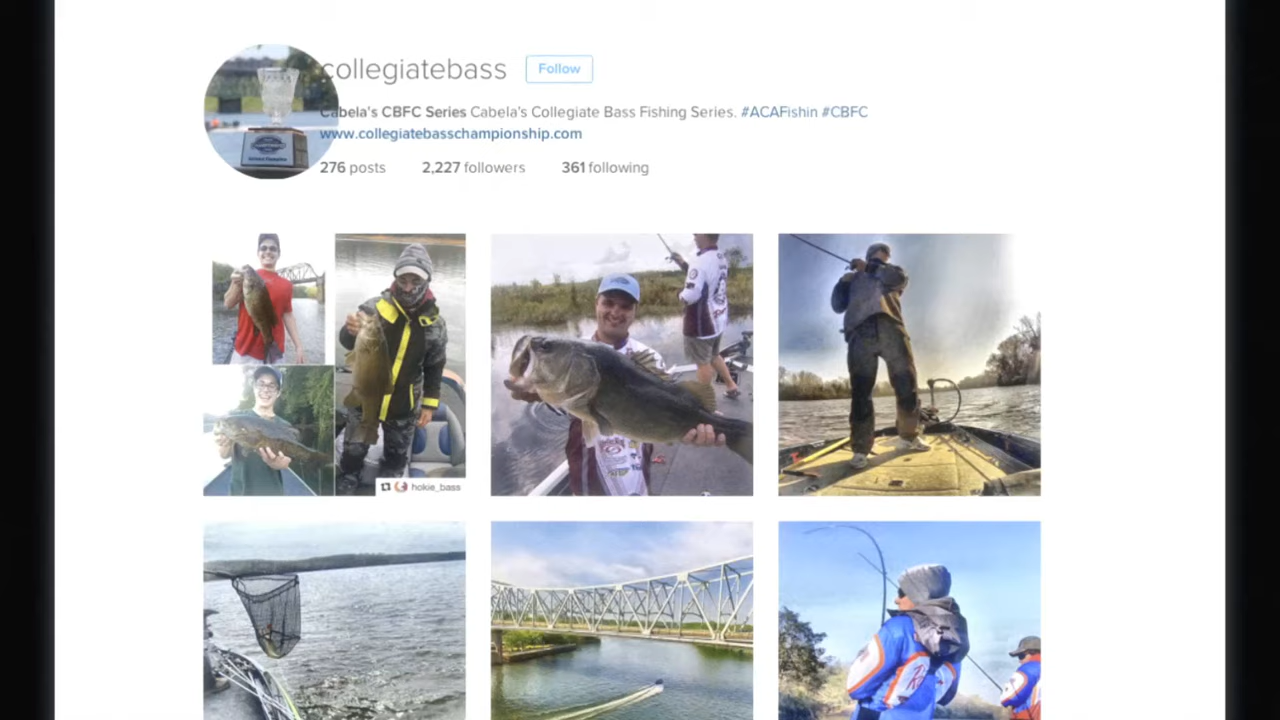 collegiatebass Follow
Cabela's CBFC Series Cabela's Collegiate Bass Fishing Series. #ACAFishin #CBFC
www.collegiatebasschampionship.com
276 posts 2,227 followers 361 following
hokie_bass